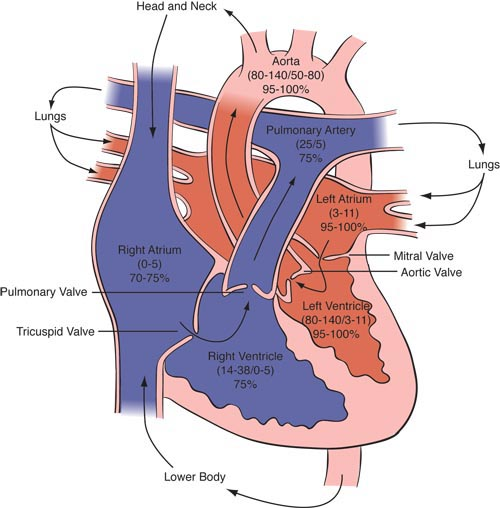 Head and Neck
Aorta
(80-140/50-80)
95-100%
Lungs
Pulmonary Artery
(25/5)
75%
Lungs
Left Atrium
(3-11)
95-100%
Right Atrium
(0-5)
70-75%
Mitral Valve
Aortic Valve
Pulmonary Valve
Left Ventricle
(80-140/3-11)
95-100%
Tricuspid Valve
Right Ventricle
(14-38/0-5)
75%
Lower Body